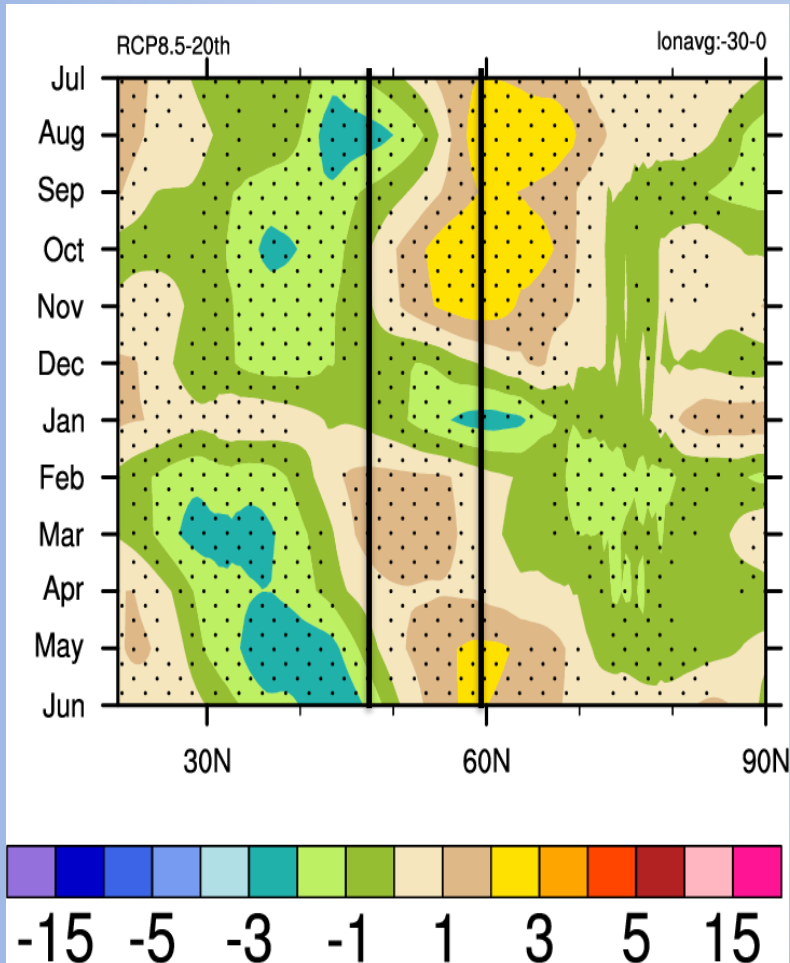 RCP8.5-20th lonavg:-30-0
Jul
Aug
Sep
Oct
Nov
Dec
Jan
Feb
Mar
Apr
May
Jun
30N 60N 90N
-15 -5 -3 -1 1 3 5 15